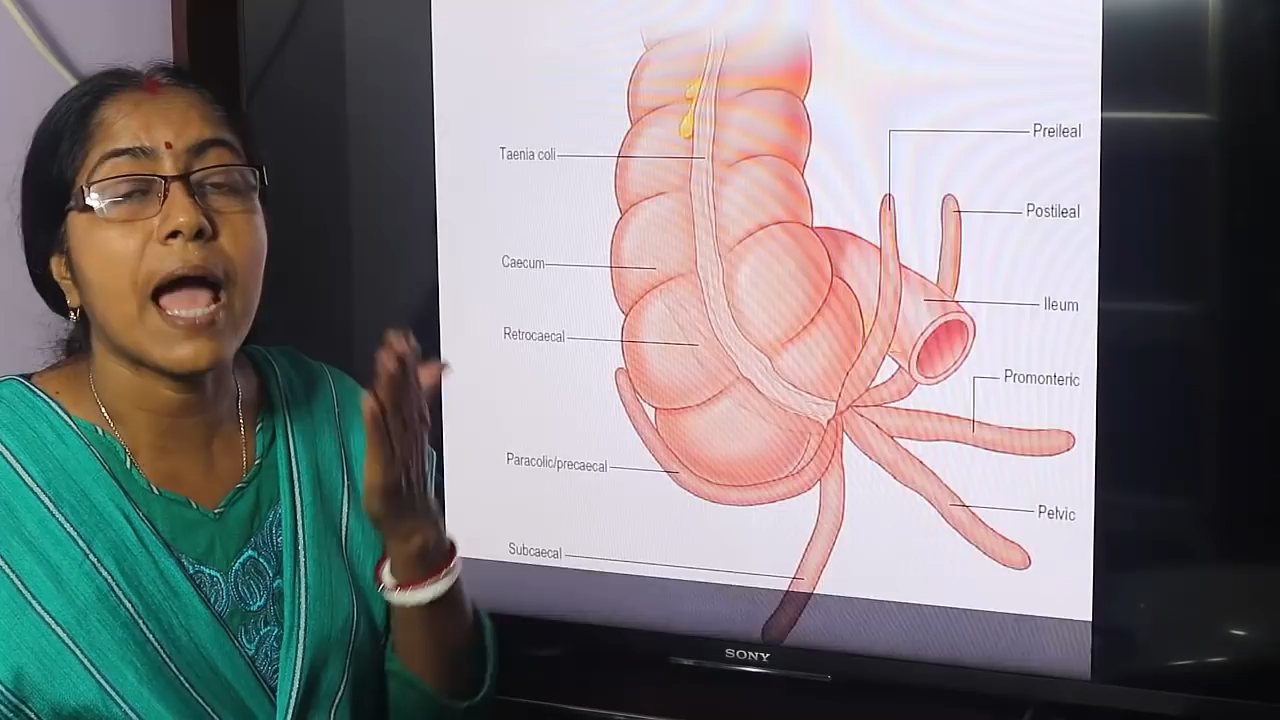 Taenia coli
Caecum
Retrocaecal
Paracolic/precaecal
Subcaecal
Preileal
Postileal
Ileum
Promonteric
Pelvic
SONY